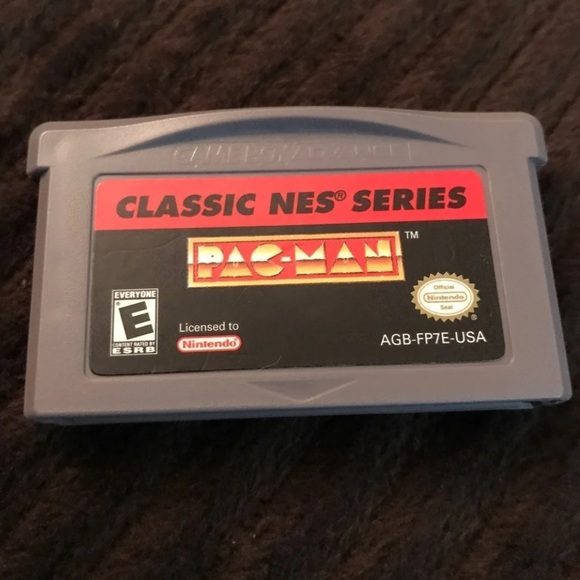 GAME BOY ADVANCE
CLASSIC NES® SERIES
PAC-MAN™
EVERYONE
E
CONTENT RATED BY
ESRB
Licensed to
Nintendo
Official
Nintendo
Seal
AGB-FP7E-USA